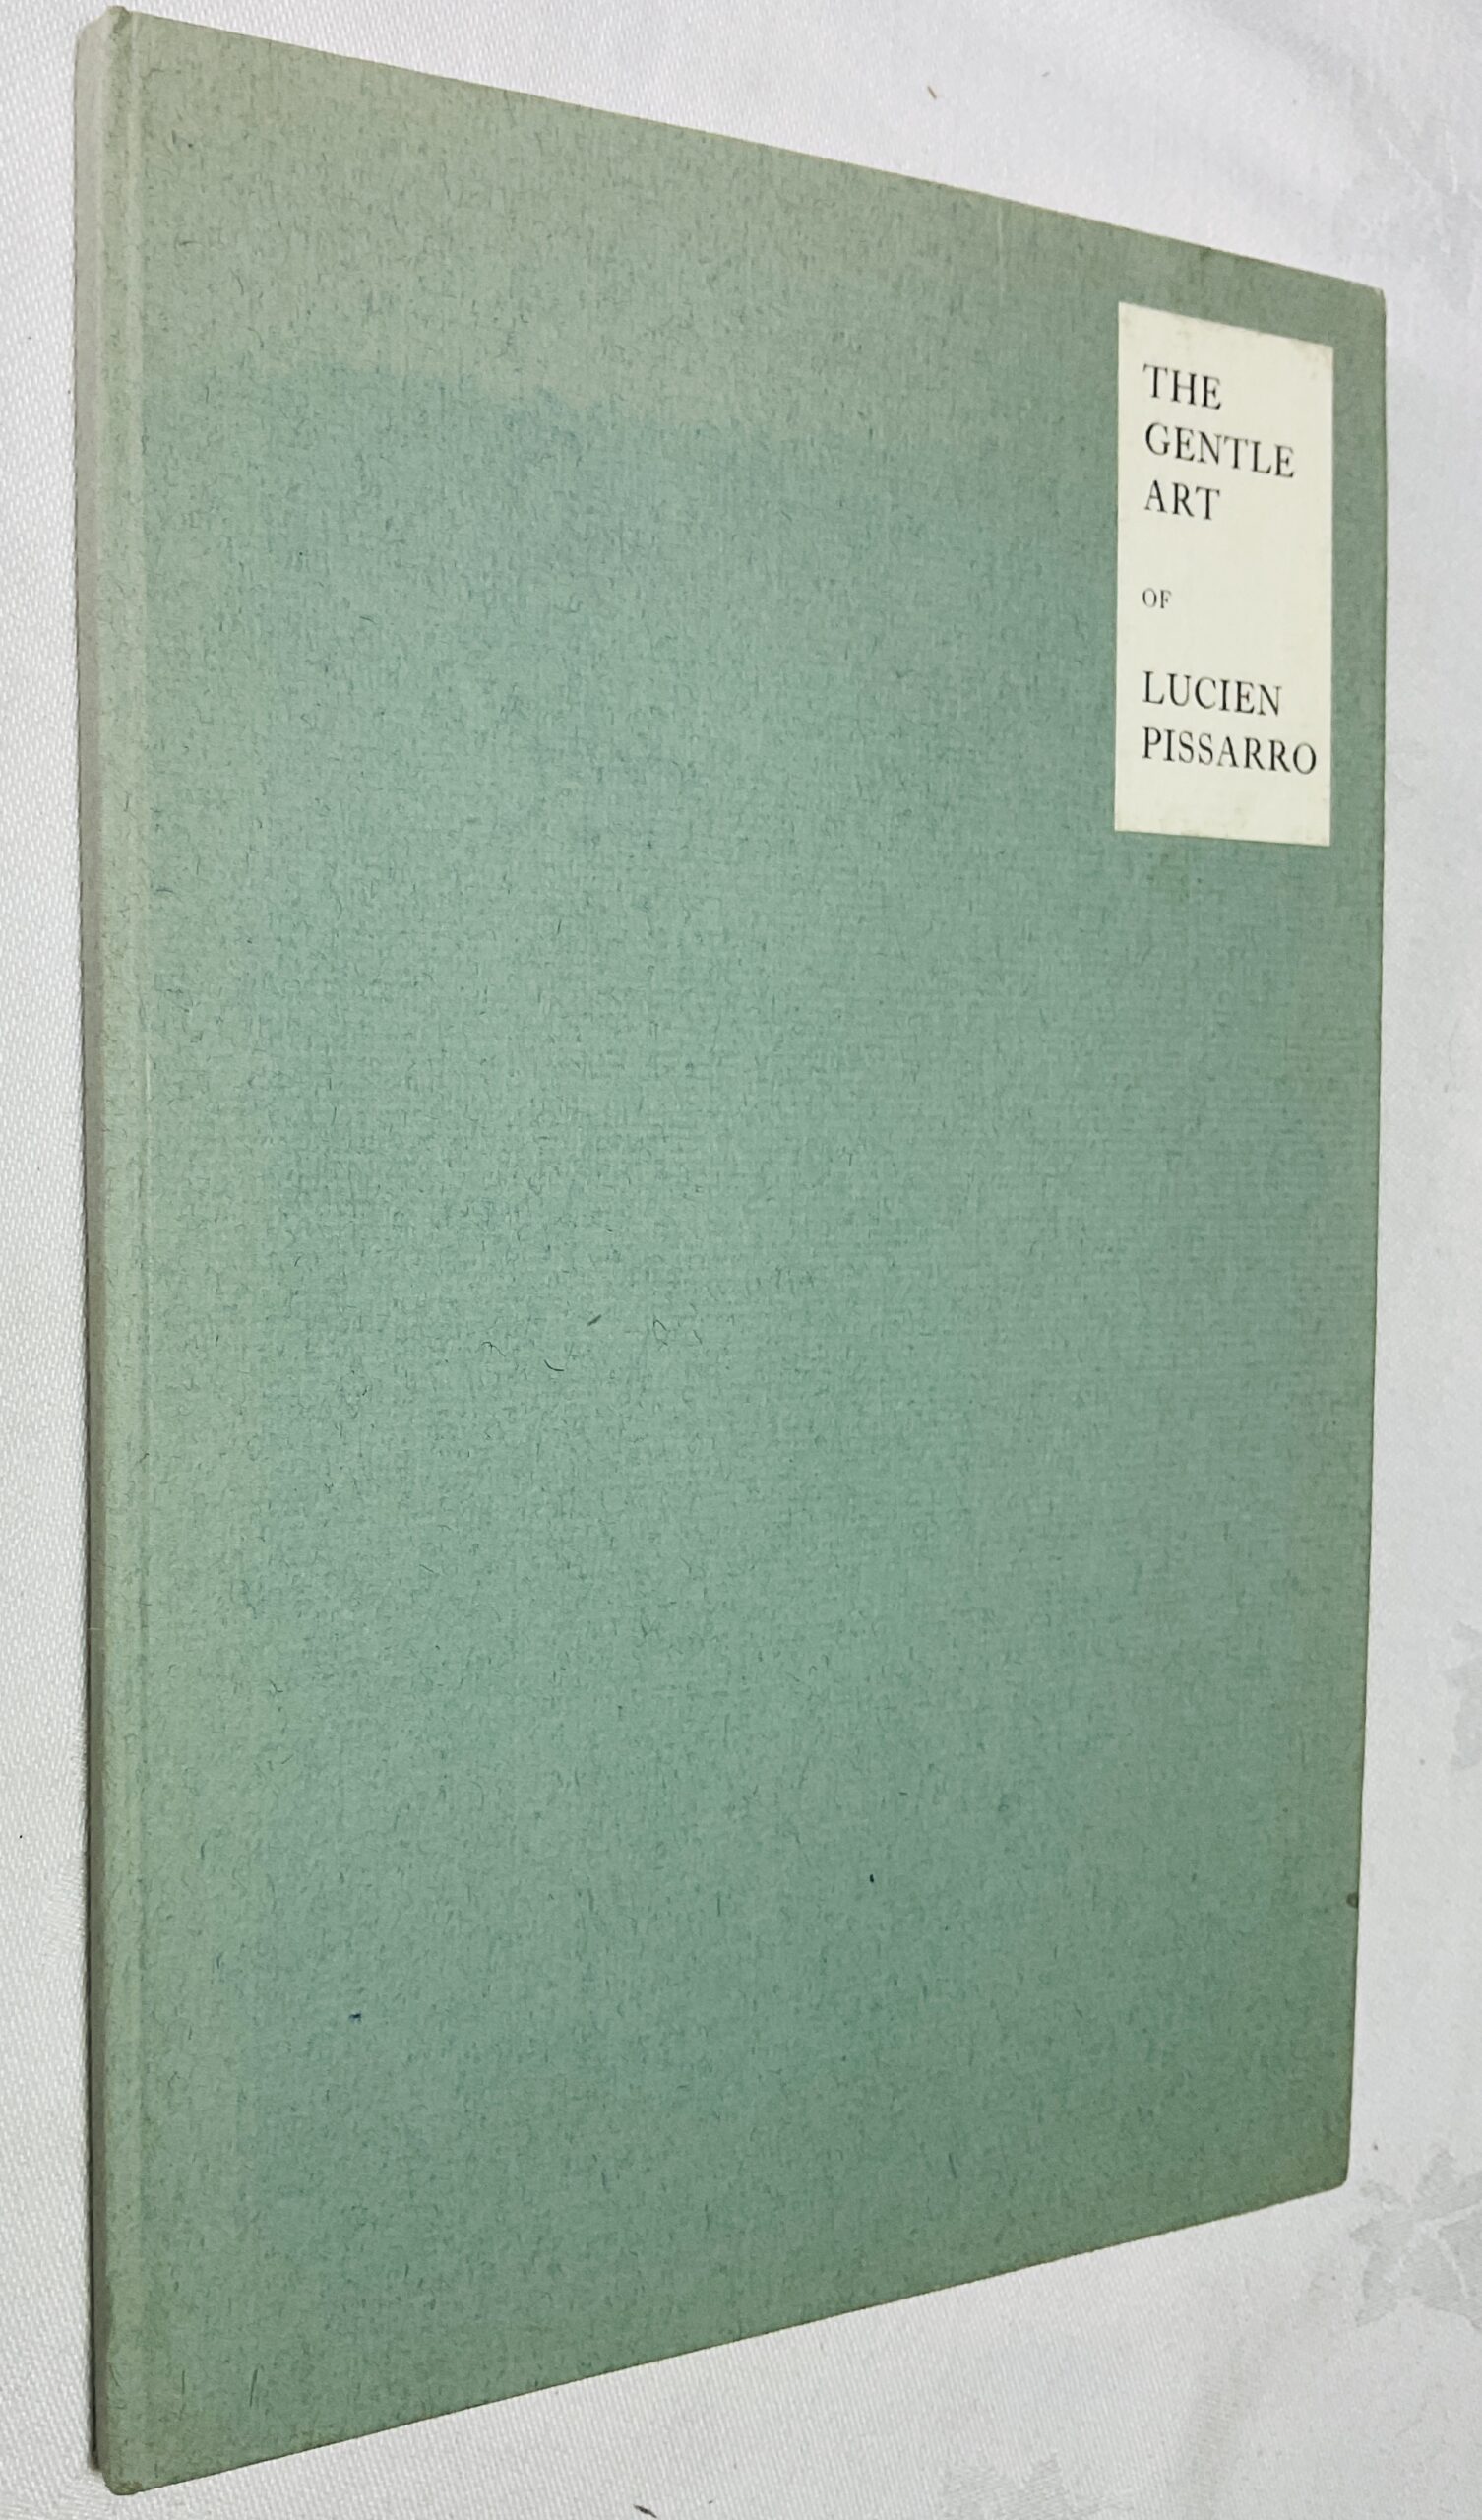 THE
GENTLE
ART
OF
LUCIEN
PISSARRO